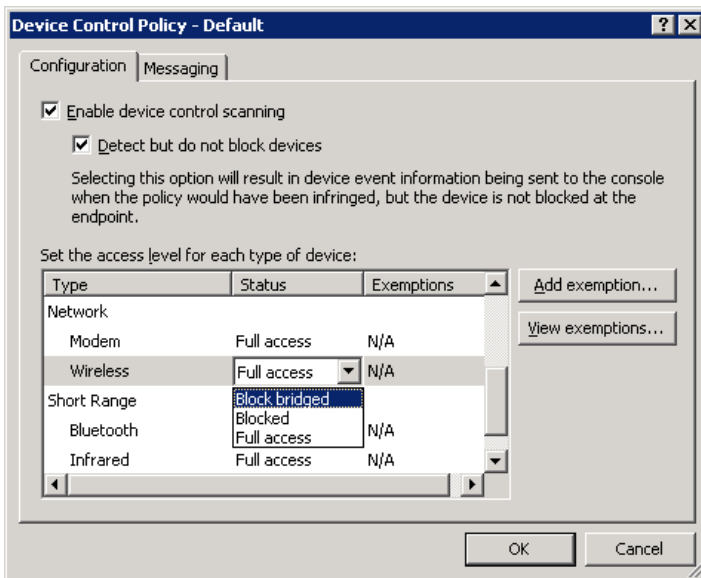 Device Control Policy - Default
Configuration
Messaging
Enable device control scanning
Detect but do not block devices
Selecting this option will result in device event information being sent to the console
when the policy would have been infringed, but the device is not blocked at the
endpoint.
Set the access level for each type of device:
Type Status Exemptions
Add exemption...
View exemptions...
Network
Modem Full access N/A
Wireless Full access N/A
Block bridged
Blocked
Full access
Short Range
Bluetooth N/A
Infrared Full access N/A
OK
Cancel